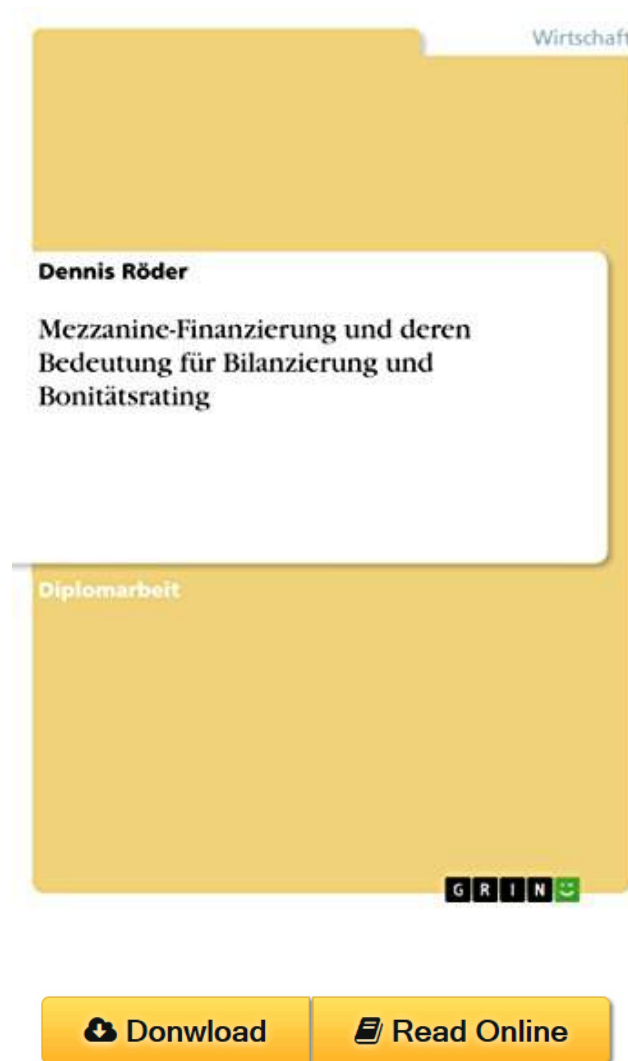 Wirtschaft
Dennis Röder
Mezzanine-Finanzierung und deren
Bedeutung für Bilanzierung und
Bonitätsrating
Diplomarbeit
GRIN
Donwload
Read Online